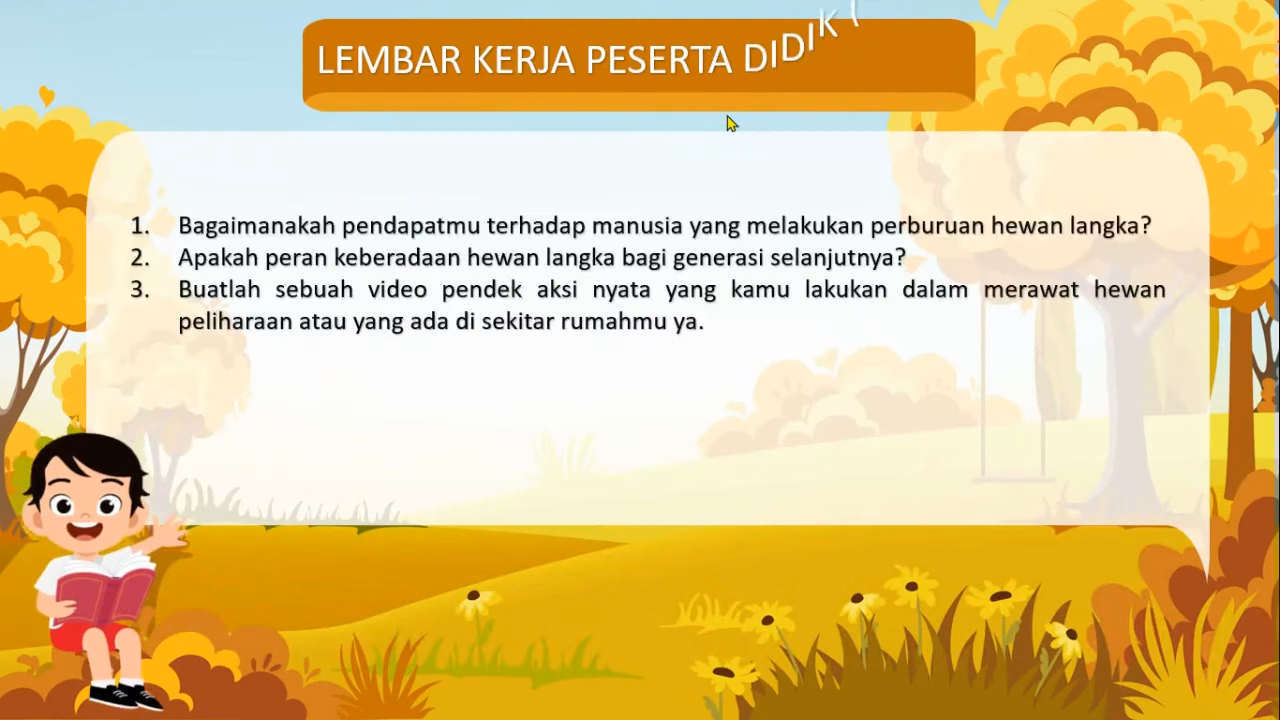 LEMBAR KERJA PESERTA DIDIK (
1. Bagaimanakah pendapatmu terhadap manusia yang melakukan perburuan hewan langka?
2. Apakah peran keberadaan hewan langka bagi generasi selanjutnya?
3. Buatlah sebuah video pendek aksi nyata yang kamu lakukan dalam merawat hewan
peliharaan atau yang ada di sekitar rumahmu ya.